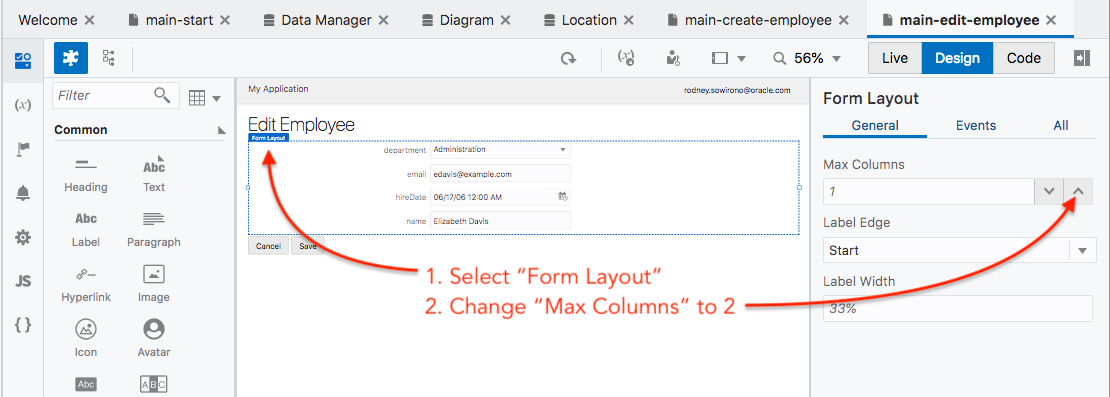 Welcome main-start Data Manager Diagram Location main-create-employee main-edit-employee
(x) 56% Live Design Code
Filter
Common
Heading
Abc
Text
Abc
Label
Paragraph
Hyperlink
Image
Icon
Avatar
Abc
ABC
JS
{ }
(x)
My Application rodney.sowirono@oracle.com
Edit Employee
Form Layout
department Administration
email edavis@example.com
hireDate 06/17/06 12:00 AM
name Elizabeth Davis
Cancel Save
1. Select “Form Layout”
2. Change “Max Columns” to 2
Form Layout
General Events All
Max Columns
1
Label Edge
Start
Label Width
33%